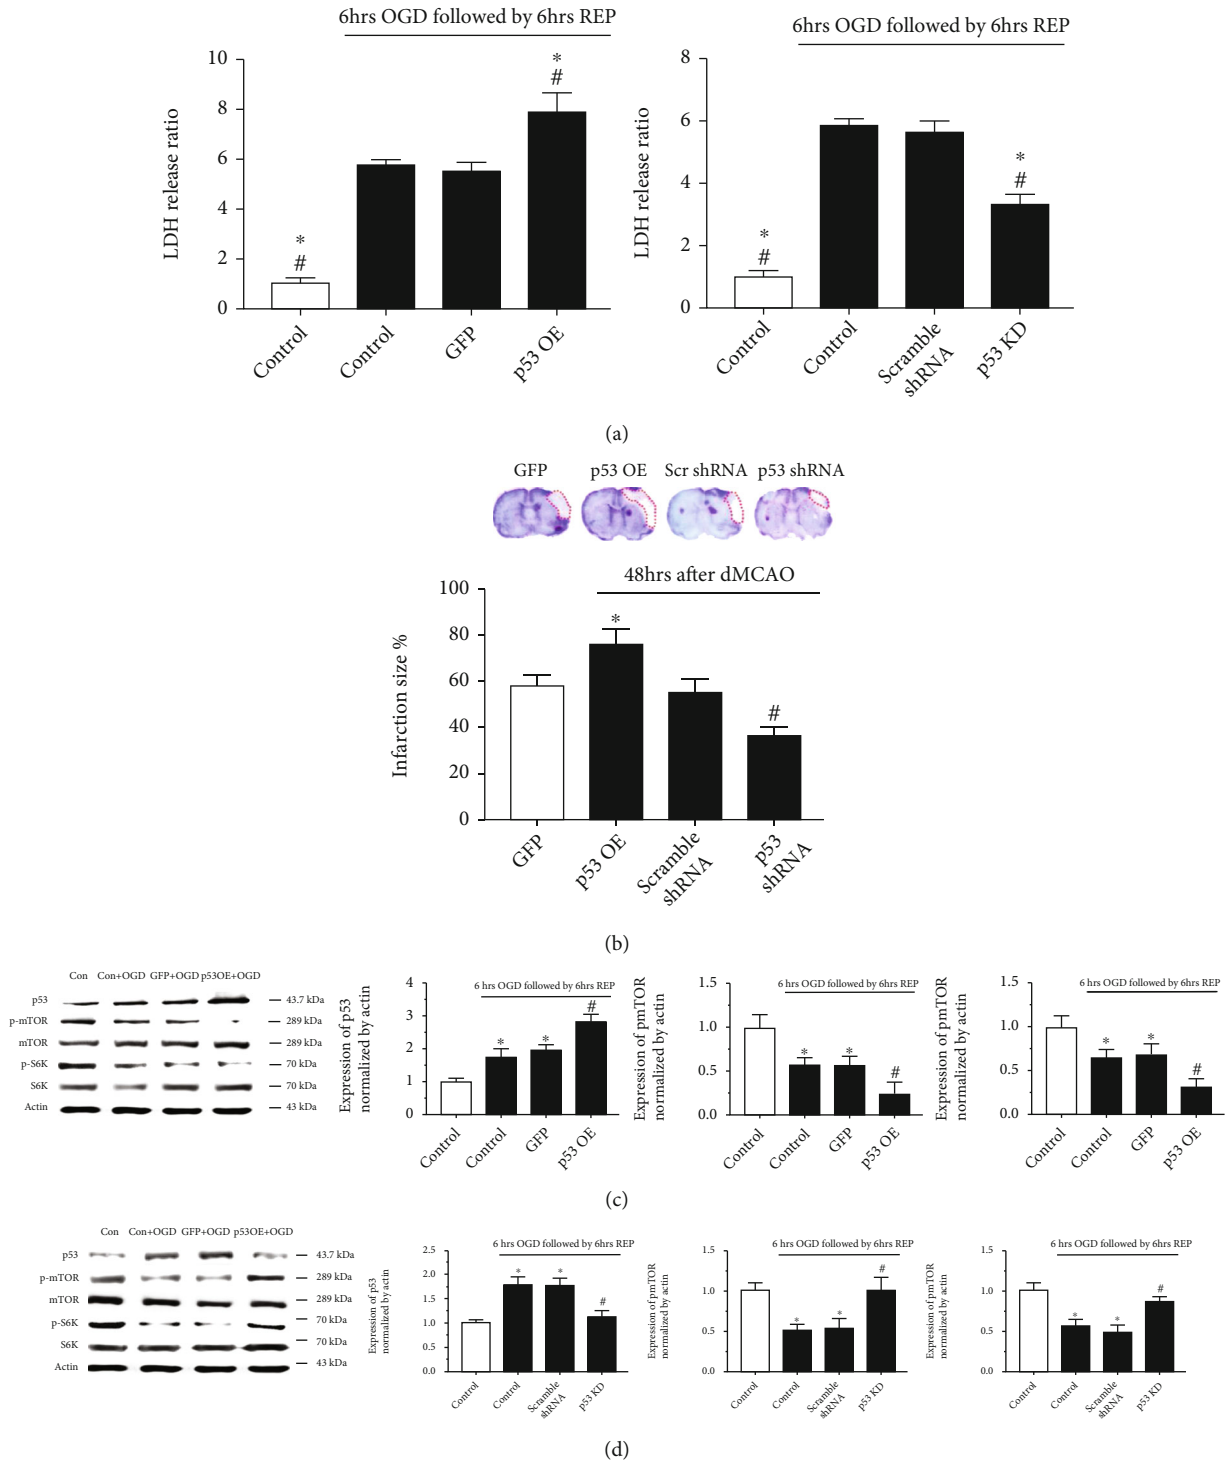 6hrs OGD followed by 6hrs REP
LDH release ratio
10
8
6
4
2
0
*
#
*
#
Control
Control
GFP
p53 OE
6hrs OGD followed by 6hrs REP
LDH release ratio
8
6
4
2
0
*
#
*
#
Control
Control
Scramble
shRNA
p53 KD
(a)
GFP p53 OE Scr shRNA p53 shRNA
48hrs after dMCAO
Infarction size %
100
80
60
40
20
0
*
#
GFP
p53 OE
Scramble
shRNA
p53
shRNA
(b)
Con Con+OGD GFP+OGD p53OE+OGD
p53 43.7 kDa
p-mTOR 289 kDa
mTOR 289 kDa
p-S6K 70 kDa
S6K 70 kDa
Actin 43 kDa
6 hrs OGD followed by 6hrs REP
Expression of p53
normalized by actin
4
3
2
1
0
* * #
Control
Control
GFP
p53 OE
6 hrs OGD followed by 6hrs REP
Expression of pmTOR
normalized by actin
1.5
1.0
0.5
0.0
* * #
Control
Control
GFP
p53 OE
6 hrs OGD followed by 6hrs REP
Expression of pmTOR
normalized by actin
1.5
1.0
0.5
0.0
* * #
Control
Control
GFP
p53 OE
(c)
Con Con+OGD GFP+OGD p53OE+OGD
p53 43.7 kDa
p-mTOR 289 kDa
mTOR 289 kDa
p-S6K 70 kDa
S6K 70 kDa
Actin 43 kDa
6 hrs OGD followed by 6hrs REP
Expression of p53
normalized by actin
2.5
2.0
1.5
1.0
0.5
0.0
* * #
Control
Control
Scramble
shRNA
p53 KD
6 hrs OGD followed by 6hrs REP
Expression of pmTOR
normalized by actin
1.5
1.0
0.5
0.0
* * #
Control
Control
Scramble
shRNA
p53 KD
6 hrs OGD followed by 6hrs REP
Expression of pmTOR
normalized by actin
1.5
1.0
0.5
0.0
* * #
Control
Control
Scramble
shRNA
p53 KD
(d)